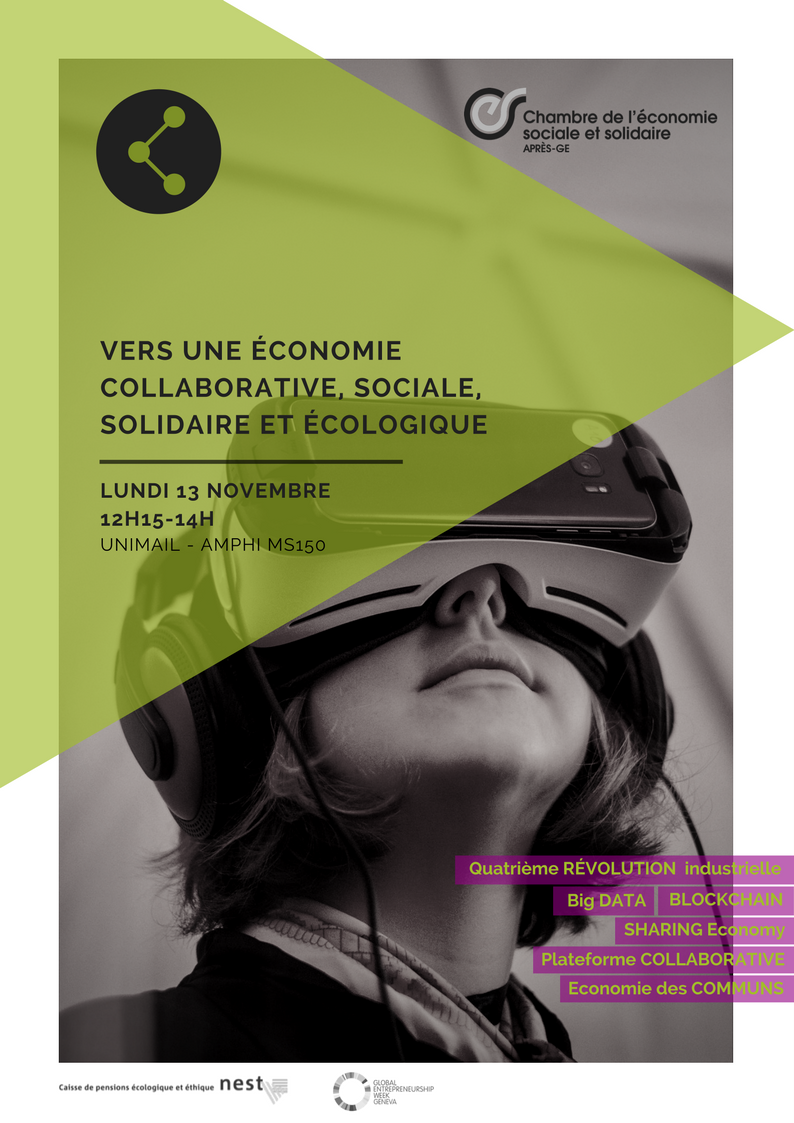 Chambre de l'économie
sociale et solidaire
APRÈS-GE
VERS UNE ÉCONOMIE
COLLABORATIVE, SOCIALE,
SOLIDAIRE ET ÉCOLOGIQUE
LUNDI 13 NOVEMBRE
12H15-14H
UNIMAIL - AMPHI MS150
Quatrième RÉVOLUTION industrielle
Big DATA BLOCKCHAIN
SHARING Economy
Plateforme COLLABORATIVE
Economie des COMMUNS
Caisse de pensions écologique et éthique nest
GLOBAL
ENTREPRENEURSHIP
WEEK
GENEVA